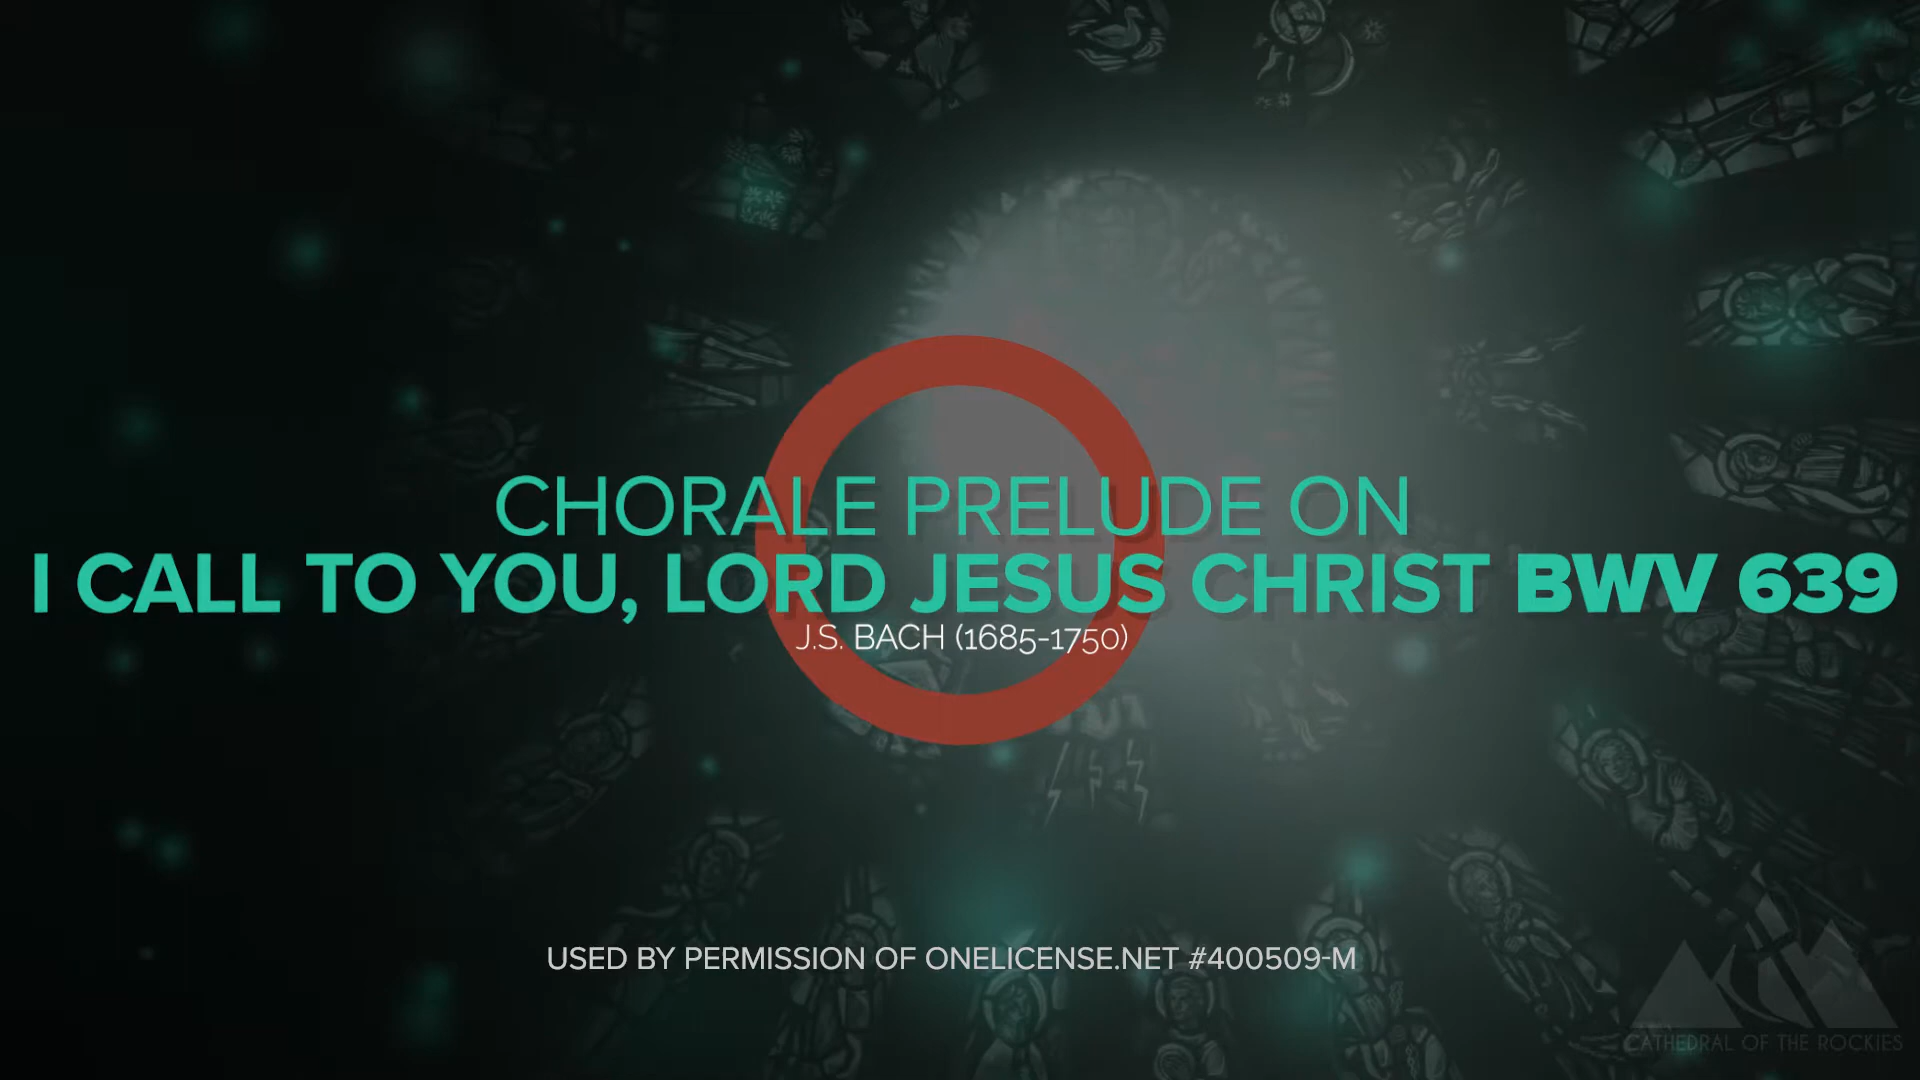 CHORALE PRELUDE ON
I CALL TO YOU, LORD JESUS CHRIST BWV 639
J.S. BACH (1685-1750)
USED BY PERMISSION OF ONELICENSE.NET #400509-M
CATHEDRAL OF THE ROCKIES